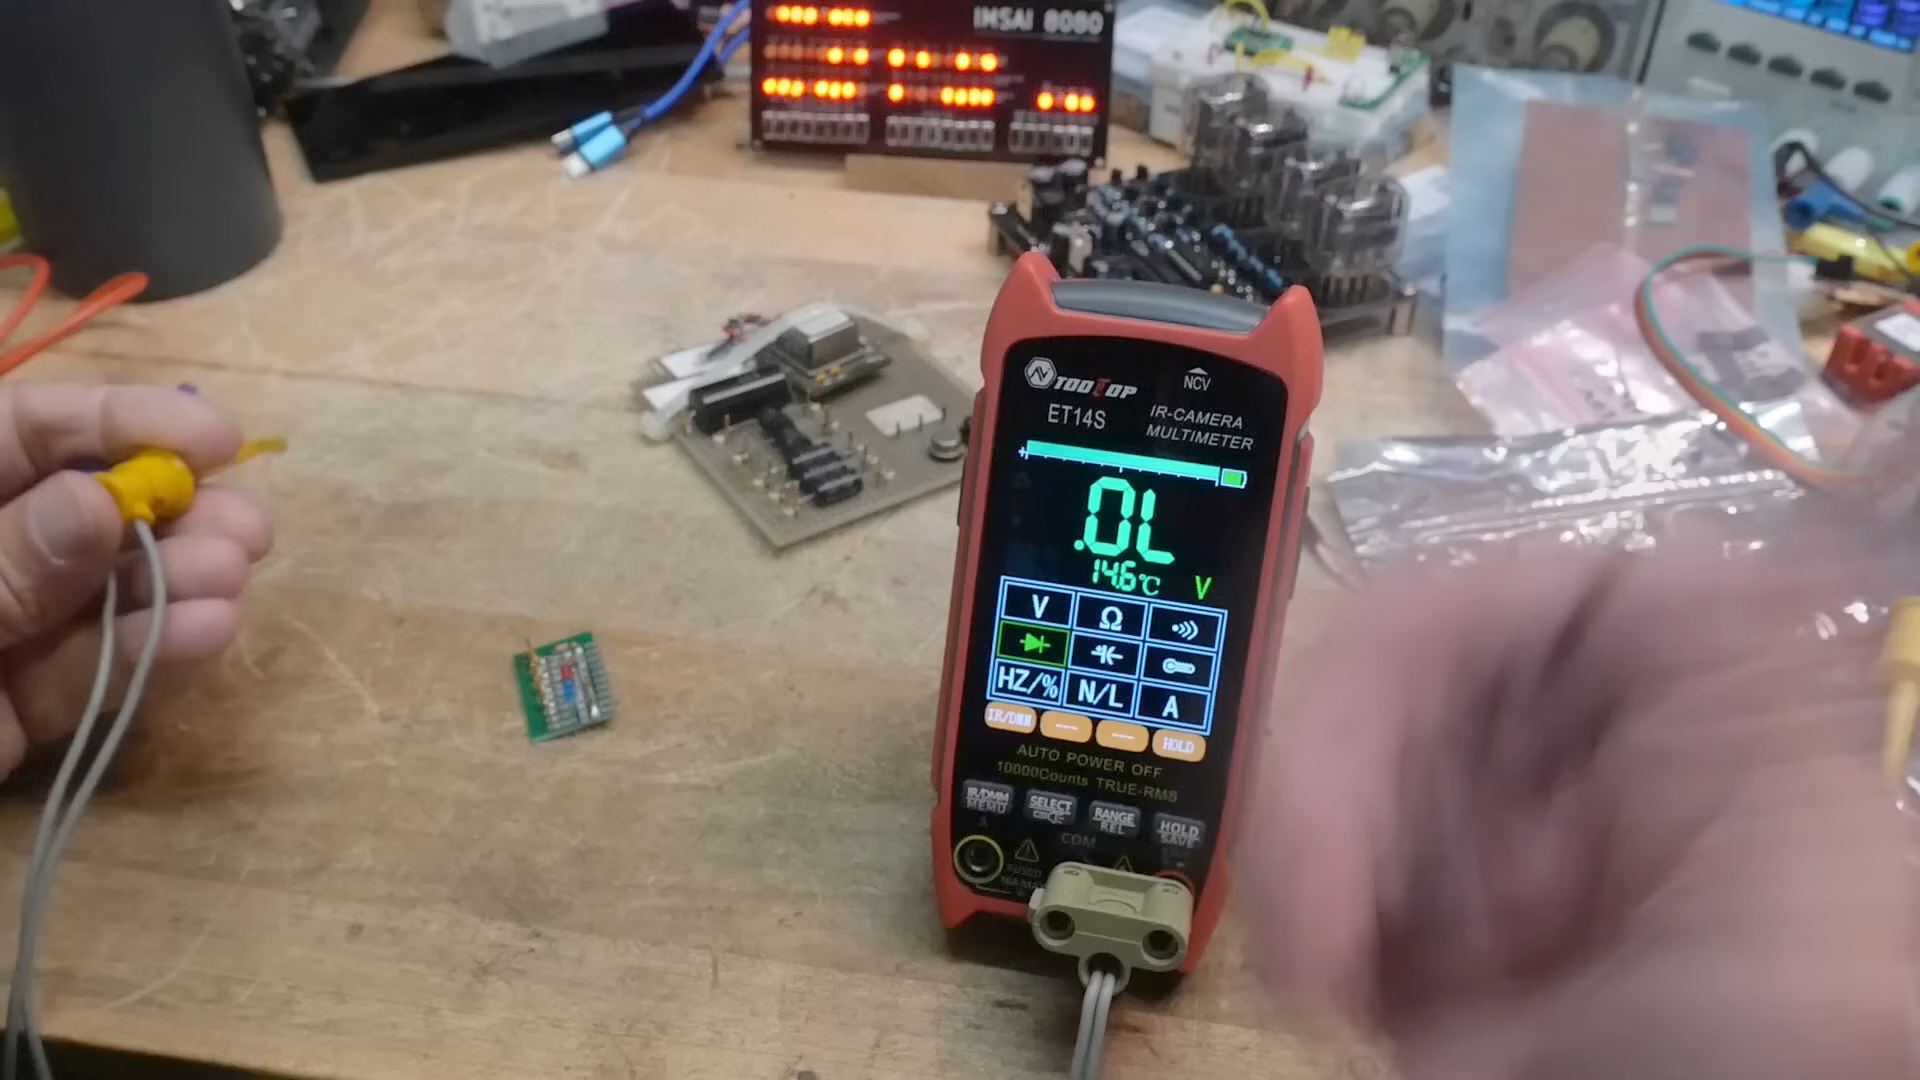 IMSAI 8080
TOOLTOP
NCV
ET14S
IR-CAMERA
MULTIMETER
.0L
14.6°C V
V Ω
HZ/% N/L A
IR/DMM ---- ---- HOLD
AUTO POWER OFF
10000Counts TRUE-RMS
IR/DMM SELECT RANGE HOLD
MENU REL SAVE
COM
FUSED